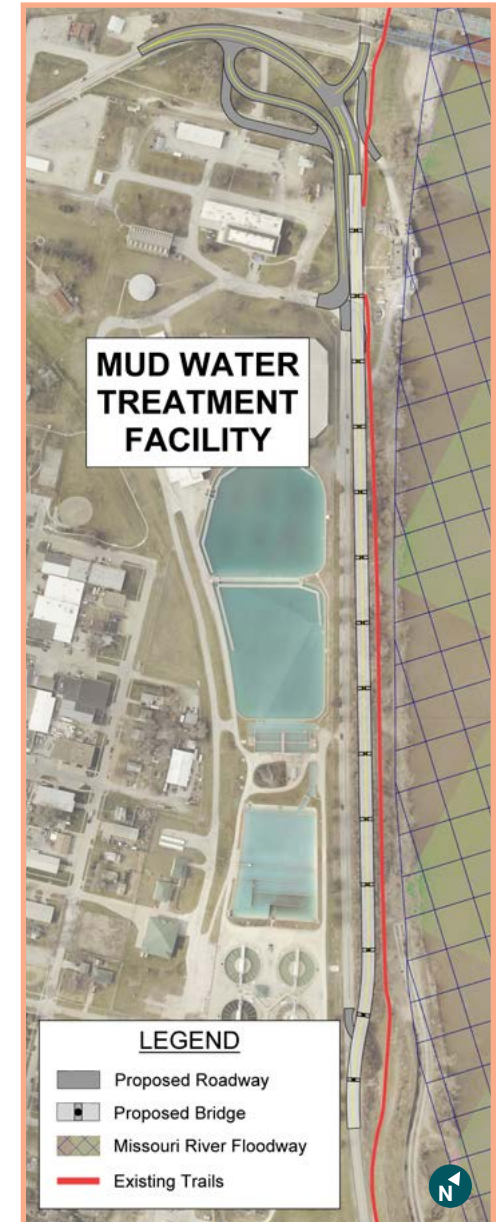 MUD WATER
TREATMENT
FACILITY
LEGEND
Proposed Roadway
Proposed Bridge
Missouri River Floodway
Existing Trails
N